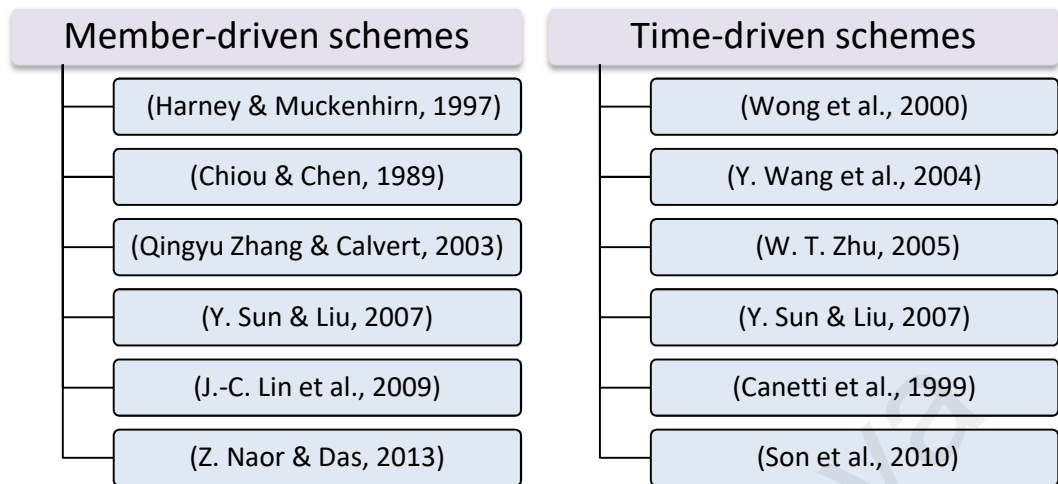 Member-driven schemes
(Harney & Muckenhirn, 1997)
(Chiou & Chen, 1989)
(Qingyu Zhang & Calvert, 2003)
(Y. Sun & Liu, 2007)
(J.-C. Lin et al., 2009)
(Z. Naor & Das, 2013)
Time-driven schemes
(Wong et al., 2000)
(Y. Wang et al., 2004)
(W. T. Zhu, 2005)
(Y. Sun & Liu, 2007)
(Canetti et al., 1999)
(Son et al., 2010)